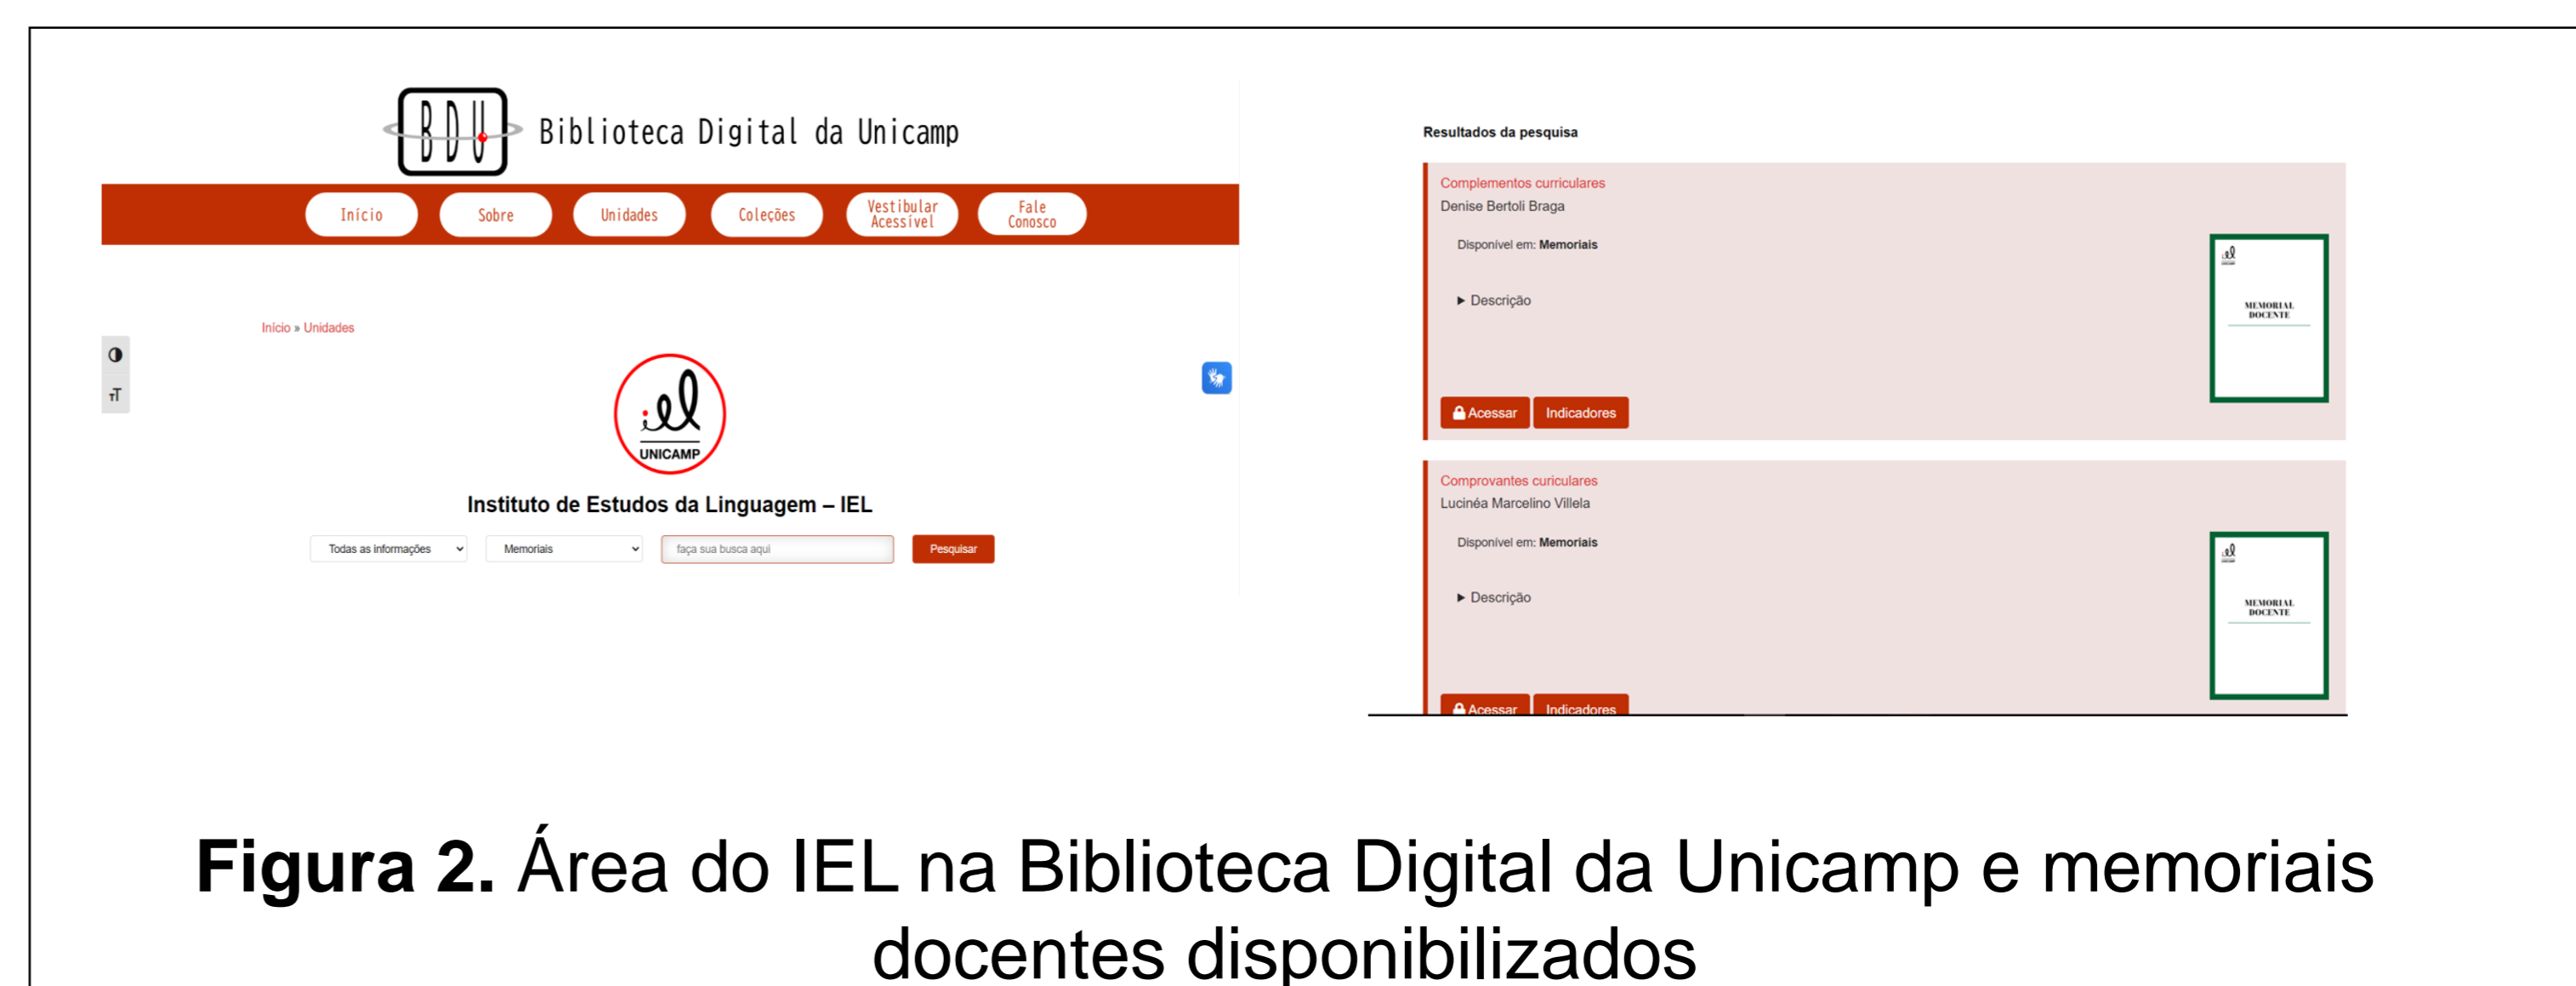 BDU Biblioteca Digital da Unicamp
Início Sobre Unidades Coleções Vestibular Acessível Fale Conosco
Início » Unidades
iel
UNICAMP
Instituto de Estudos da Linguagem – IEL
Todas as informações Memoriais faça sua busca aqui Pesquisar
Resultados da pesquisa
Complementos curriculares
Denise Bertoli Braga
Disponível em: Memoriais
Descrição
Acessar Indicadores
iel
MEMORIAL
DOCENTE
Comprovantes curiculares
Lucinéa Marcelino Villela
Disponível em: Memoriais
Descrição
Acessar Indicadores
iel
MEMORIAL
DOCENTE
Figura 2. Área do IEL na Biblioteca Digital da Unicamp e memoriais
docentes disponibilizados